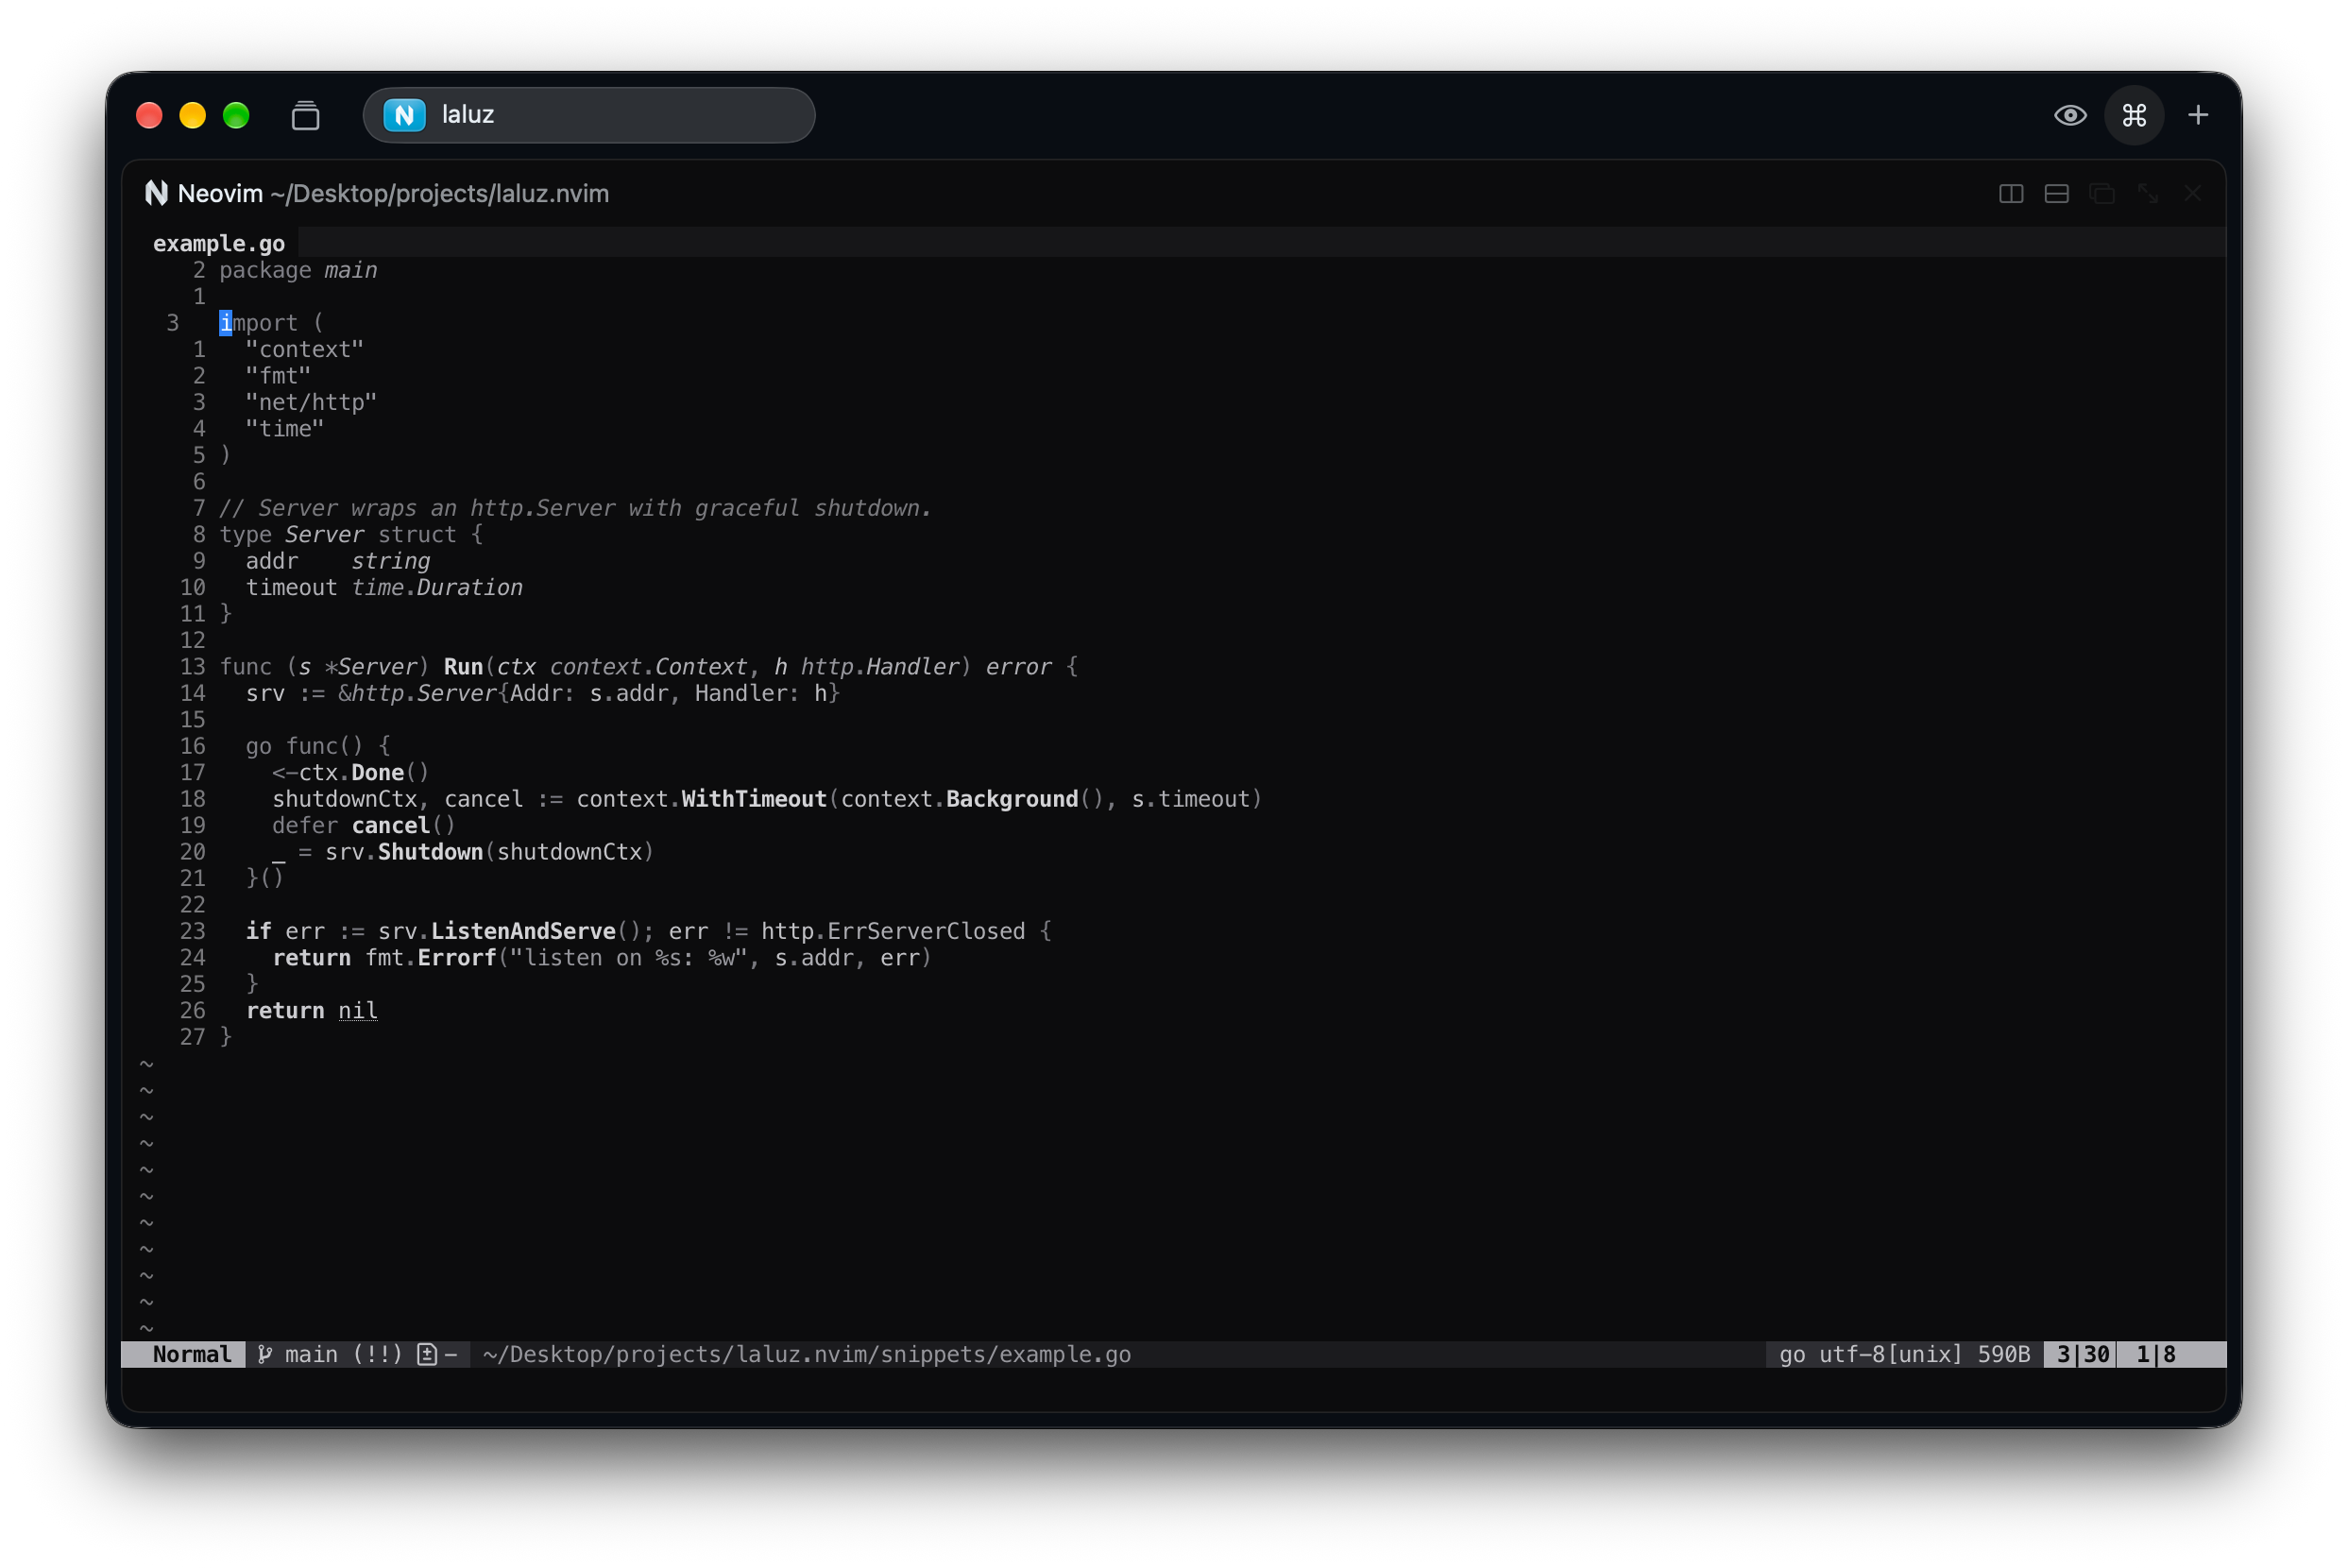 laluz
Neovim ~/Desktop/projects/laluz.nvim
example.go
2 package main
1
3 import (
1 "context"
2 "fmt"
3 "net/http"
4 "time"
5 )
6
7 // Server wraps an http.Server with graceful shutdown.
8 type Server struct {
9 addr    string
10 timeout time.Duration
11 }
12
13 func (s *Server) Run(ctx context.Context, h http.Handler) error {
14 srv := &http.Server{Addr: s.addr, Handler: h}
15
16 go func() {
17 <-ctx.Done()
18 shutdownCtx, cancel := context.WithTimeout(context.Background(), s.timeout)
19 defer cancel()
20 _ = srv.Shutdown(shutdownCtx)
21 }()
22
23 if err := srv.ListenAndServe(); err != http.ErrServerClosed {
24 return fmt.Errorf("listen on %s: %w", s.addr, err)
25 }
26 return nil
27 }
~
~
~
~
~
~
~
~
~
~
~
Normal main (!!) - ~/Desktop/projects/laluz.nvim/snippets/example.go go utf-8[unix] 590B 3|30 1|8